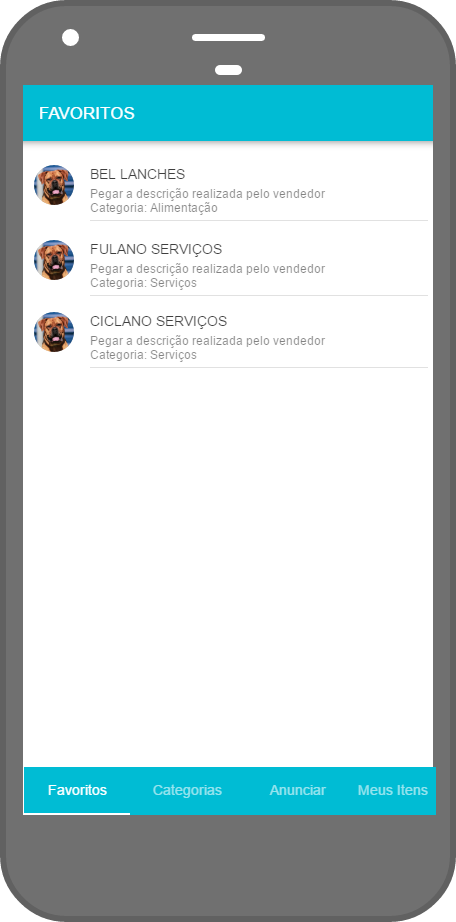 FAVORITOS
BEL LANCHES
Pegar a descrição realizada pelo vendedor
Categoria: Alimentação
FULANO SERVIÇOS
Pegar a descrição realizada pelo vendedor
Categoria: Serviços
CICLANO SERVIÇOS
Pegar a descrição realizada pelo vendedor
Categoria: Serviços
Favoritos Categorias Anunciar Meus Itens